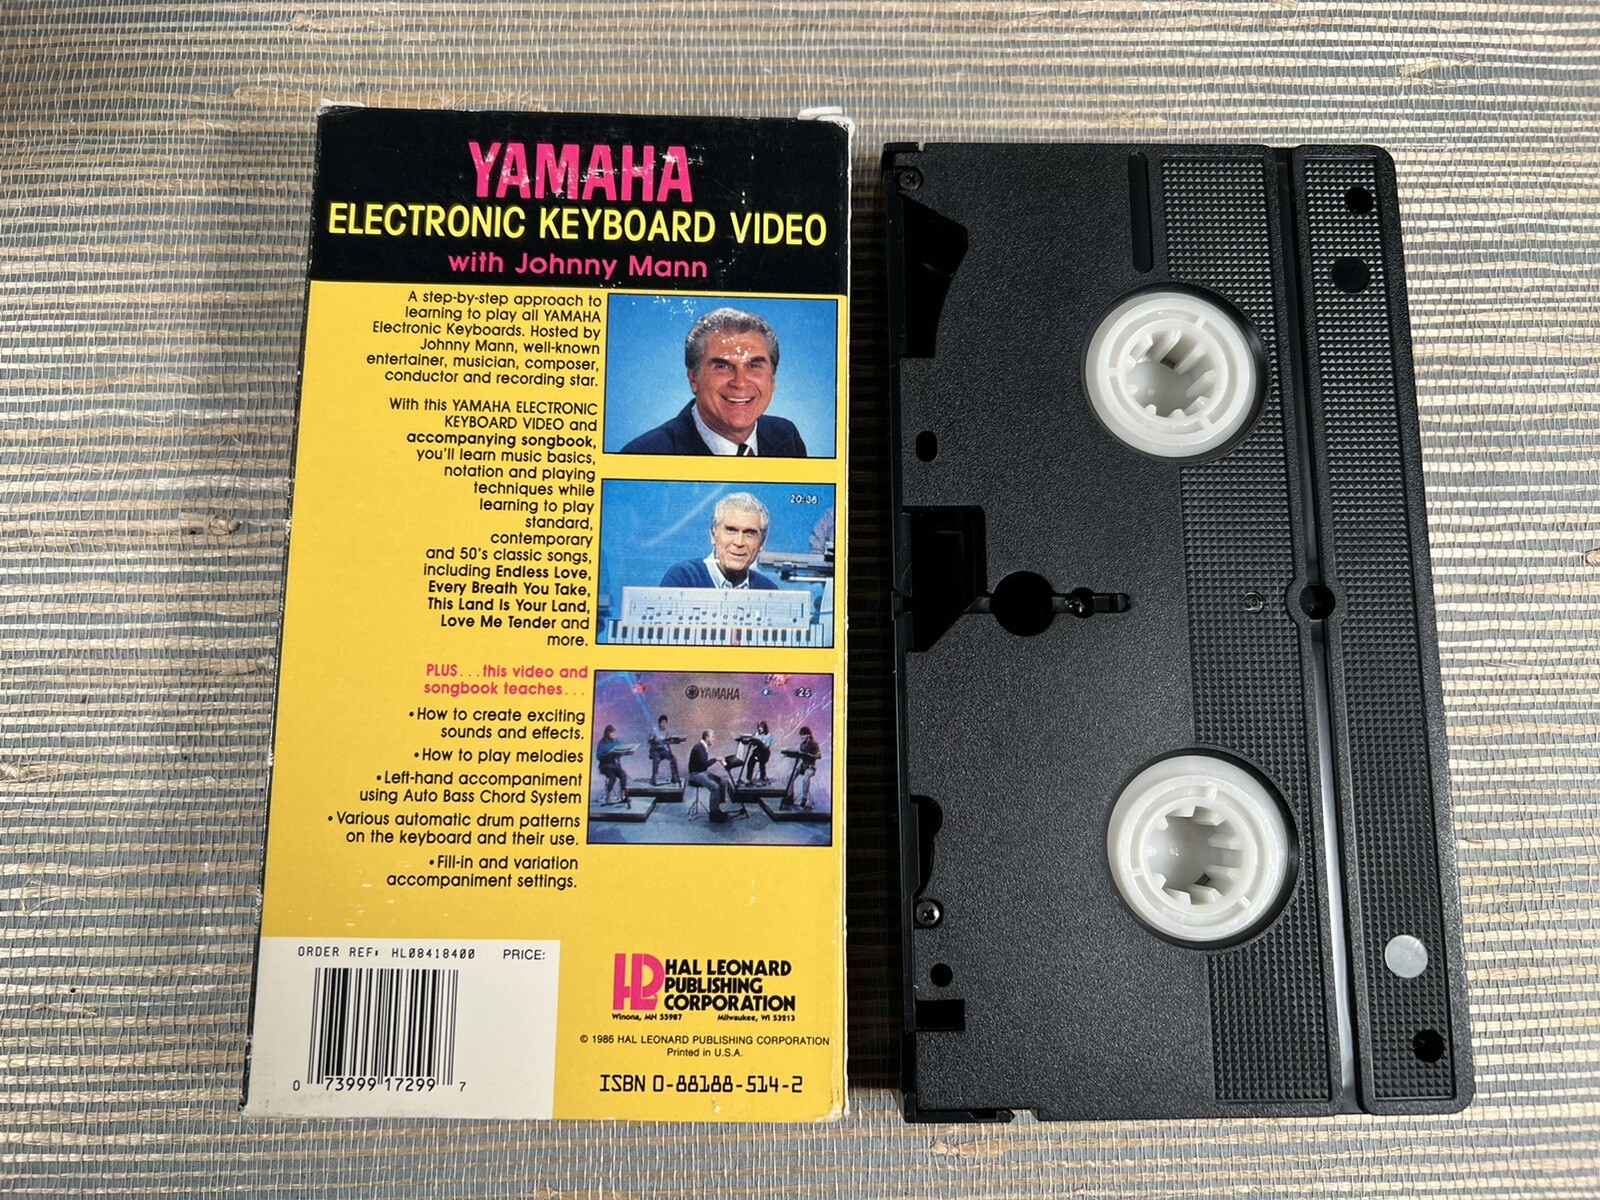 YAMAHA
ELECTRONIC KEYBOARD VIDEO
with Johnny Mann
A step-by-step approach to
learning to play all YAMAHA
Electronic Keyboards. Hosted by
Johnny Mann, well-known
entertainer, musician, composer,
conductor and recording star.
With this YAMAHA ELECTRONIC
KEYBOARD VIDEO and
accompanying songbook,
you'll learn music basics,
notation and playing
techniques while
learning to play
standard,
contemporary
and 50's classic songs,
including Endless Love,
Every Breath You Take,
This Land Is Your Land,
Love Me Tender and
more.
PLUS...this video and
songbook teaches...
•How to create exciting
sounds and effects.
•How to play melodies
•Left-hand accompaniment
using Auto Bass Chord System
•Various automatic drum patterns
on the keyboard and their use.
•Fill-in and variation
accompaniment settings.
20:36
YAMAHA
25
ORDER REF: HL08418400 PRICE:
0 73999 17299 7
HL HAL LEONARD
PUBLISHING
CORPORATION
Winona, MN 55987 Milwaukee, WI 53213
© 1986 HAL LEONARD PUBLISHING CORPORATION
Printed in U.S.A.
ISBN 0-88188-514-2